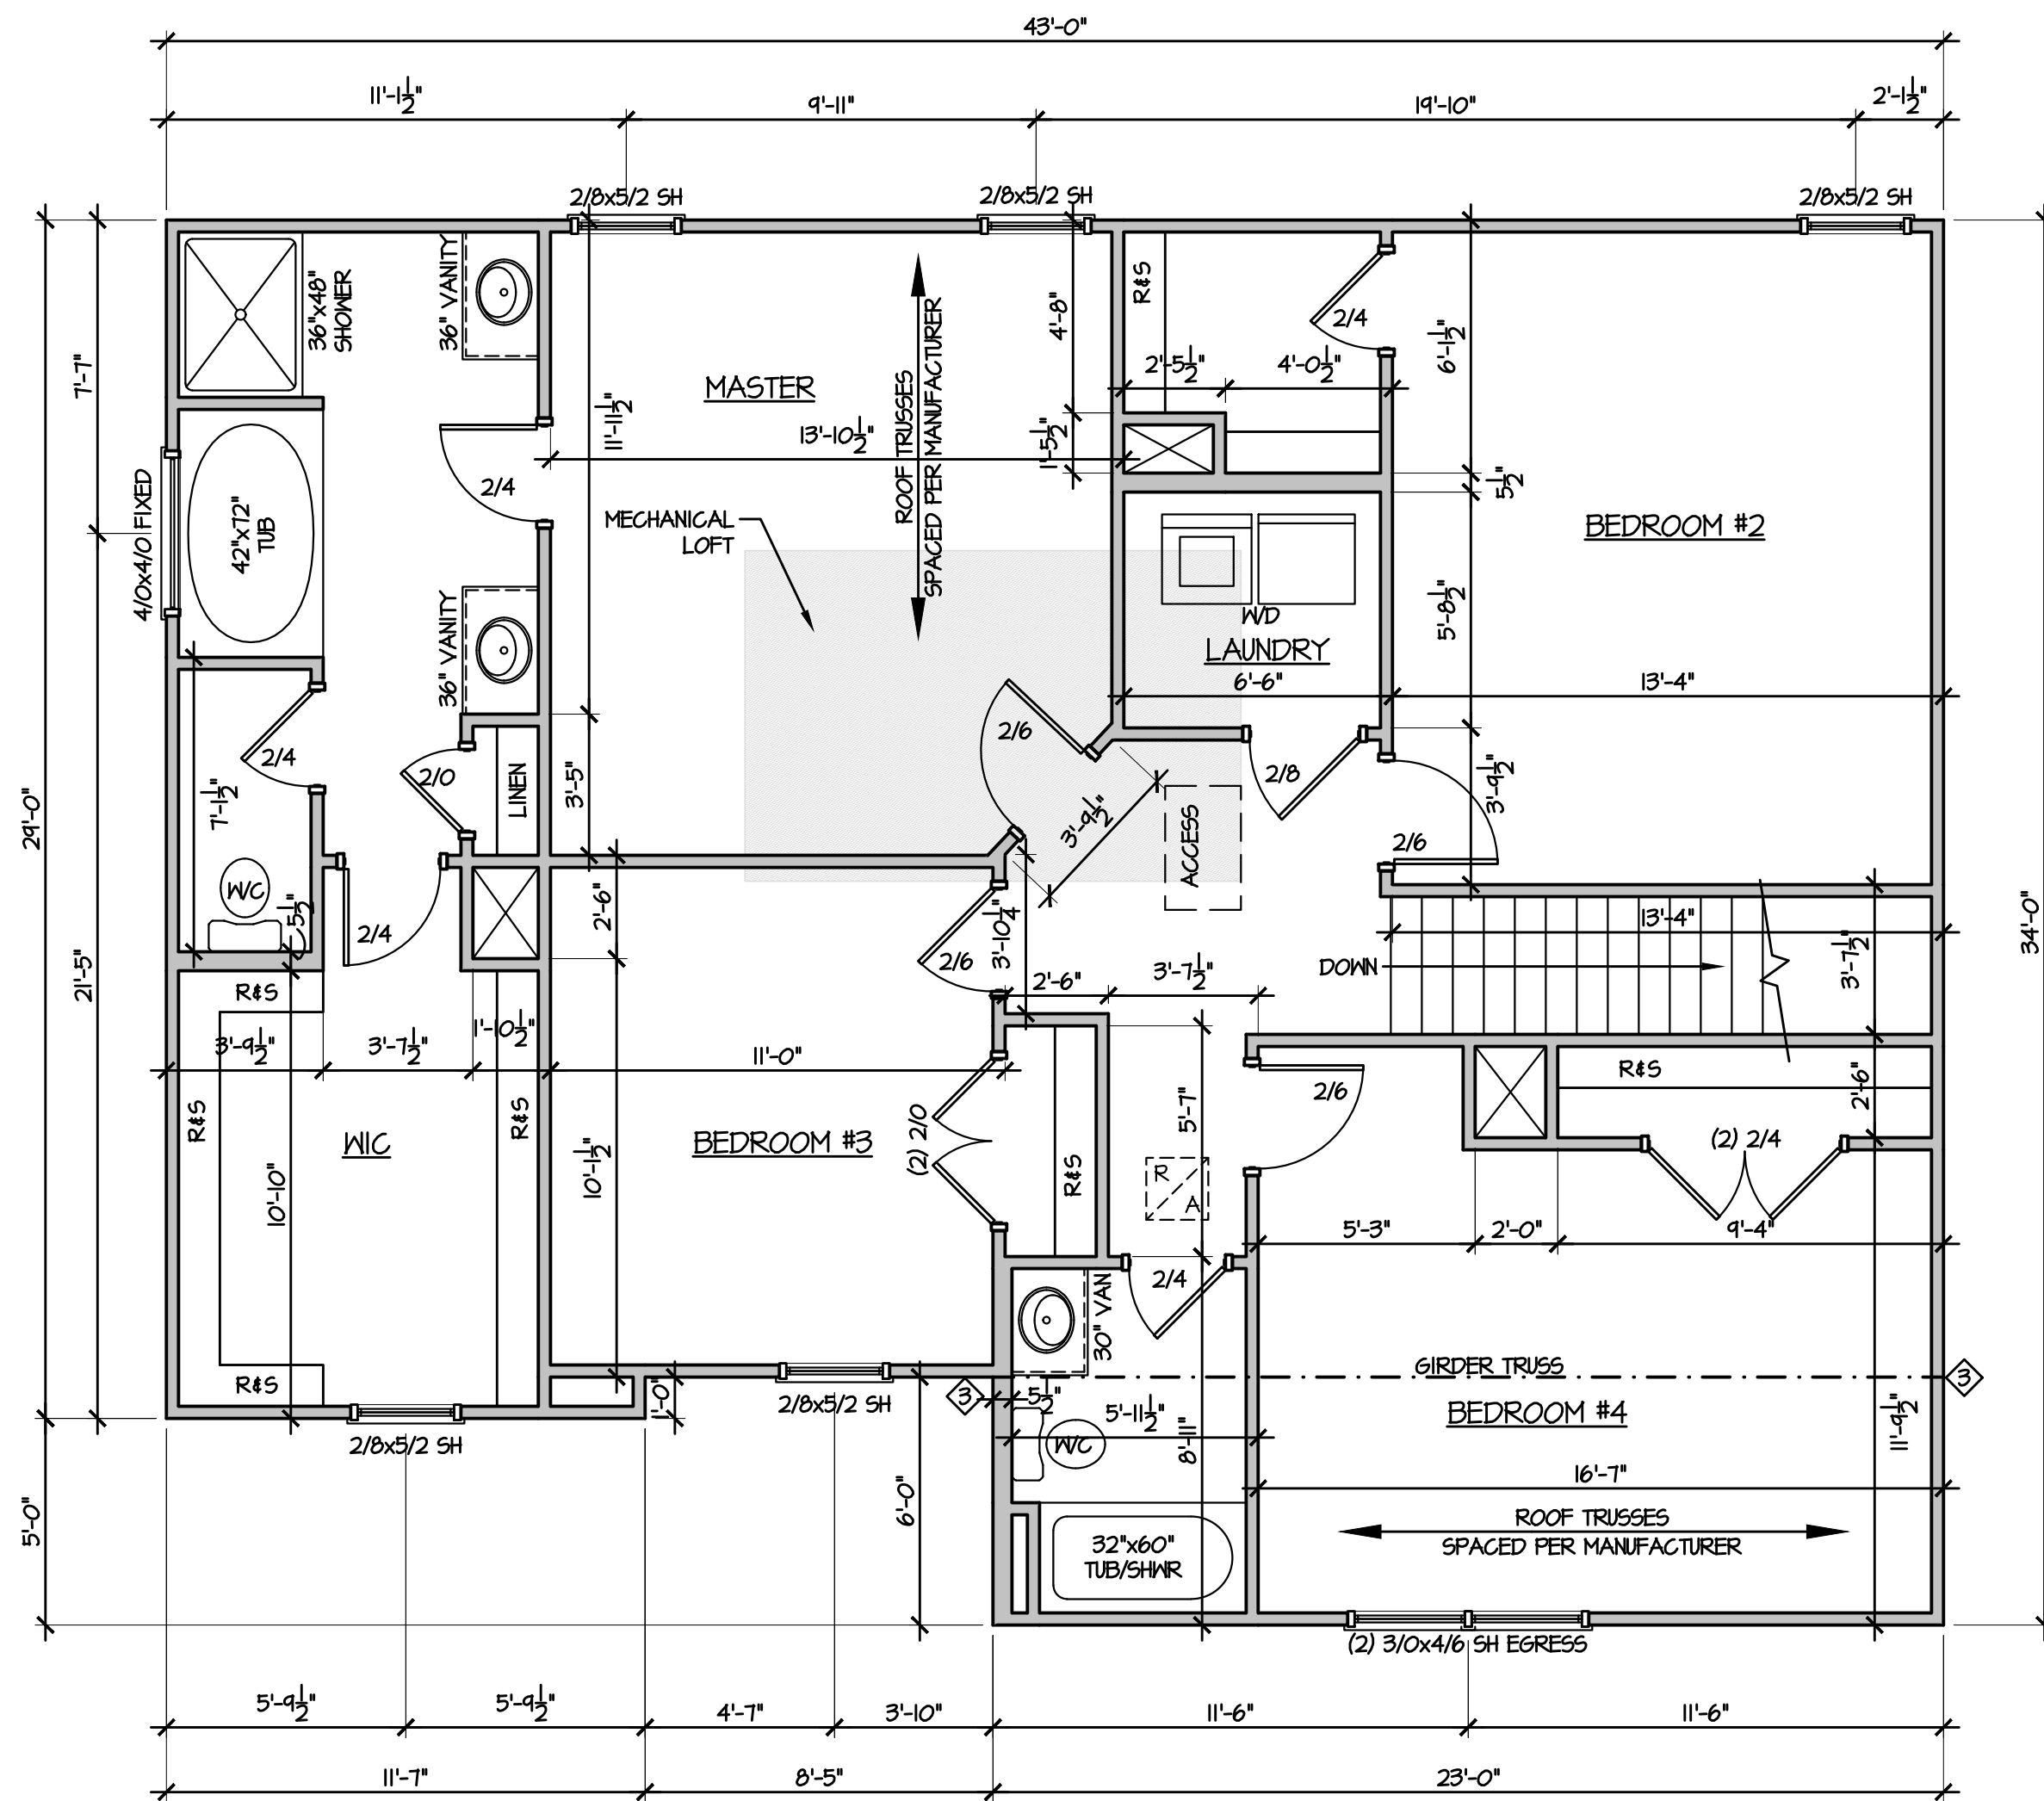 43'-0"
11'-1 1/2"
9'-11"
19'-10"
2'-1 1/2"
2/8x5/2 SH
2/8x5/2 SH
2/8x5/2 SH
36"x48"
SHOWER
36" VANITY
7'-7"
MASTER
11'-11 1/2"
13'-10 1/2"
ROOF TRUSSES
SPACED PER MANUFACTURER
4'-8"
1'-5 1/2"
R&S
2/4
2'-5 1/2"
4'-0 1/2"
6'-1 1/2"
5 1/2"
BEDROOM #2
4/0x4/0 FIXED
42"x72"
TUB
2/4
MECHANICAL
LOFT
36" VANITY
W/D
LAUNDRY
5'-8 1/2"
6'-6"
13'-4"
29'-0"
34'-0"
21'-5"
7'-1 1/2"
2/4
2/0
LINEN
3'-5"
2/6
3'-9 1/2"
2/8
ACCESS
3'-9 1/2"
2/6
W/C
5 1/2"
2/4
2'-6"
2/6
3'-10 1/4"
2'-6"
3'-7 1/2"
13'-4"
DOWN
3'-7 1/2"
R&S
3'-9 1/2"
3'-7 1/2"
1'-10 1/2"
11'-0"
R&S
WIC
R&S
10'-10"
10'-1 1/2"
BEDROOM #3
(2) 2/0
R&S
5'-7"
R
A
2/6
R&S
2'-6"
(2) 2/4
5'-3"
2'-0"
9'-4"
2/4
30" VAN
R&S
1'-0"
2/8x5/2 SH
3
5 1/2"
GIRDER TRUSS
3
BEDROOM #4
11'-9 1/2"
5'-11 1/2"
W/C
8'-11"
2/8x5/2 SH
16'-7"
5'-0"
6'-0"
32"x60"
TUB/SHWR
ROOF TRUSSES
SPACED PER MANUFACTURER
(2) 3/0x4/6 SH EGRESS
5'-9 1/2"
5'-9 1/2"
4'-7"
3'-10"
11'-6"
11'-6"
11'-7"
8'-5"
23'-0"